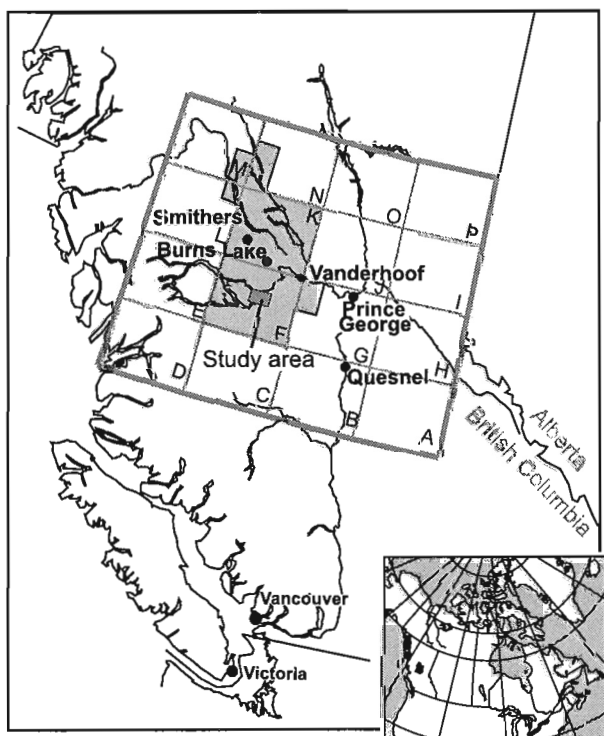 M
N
O
P
Smithers
L
K
Burns Lake
Vanderhoof
J
I
Prince
George
E
F
Study area
G
H
Quesnel
D
C
B
A
Alberta
British Columbia
Vancouver
Victoria